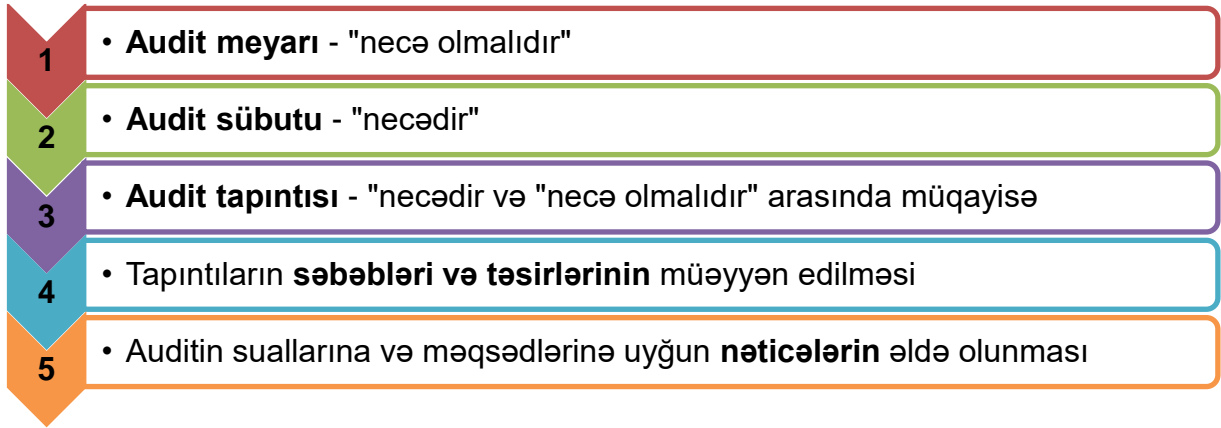 1 • Audit meyarı - "necə olmalıdır"
2 • Audit sübutu - "necədir"
3 • Audit tapıntısı - "necədir və "necə olmalıdır" arasında müqayisə
4 • Tapıntıların səbəbləri və təsirlərinin müəyyən edilməsi
5 • Auditin suallarına və məqsədlərinə uyğun nəticələrin əldə olunması